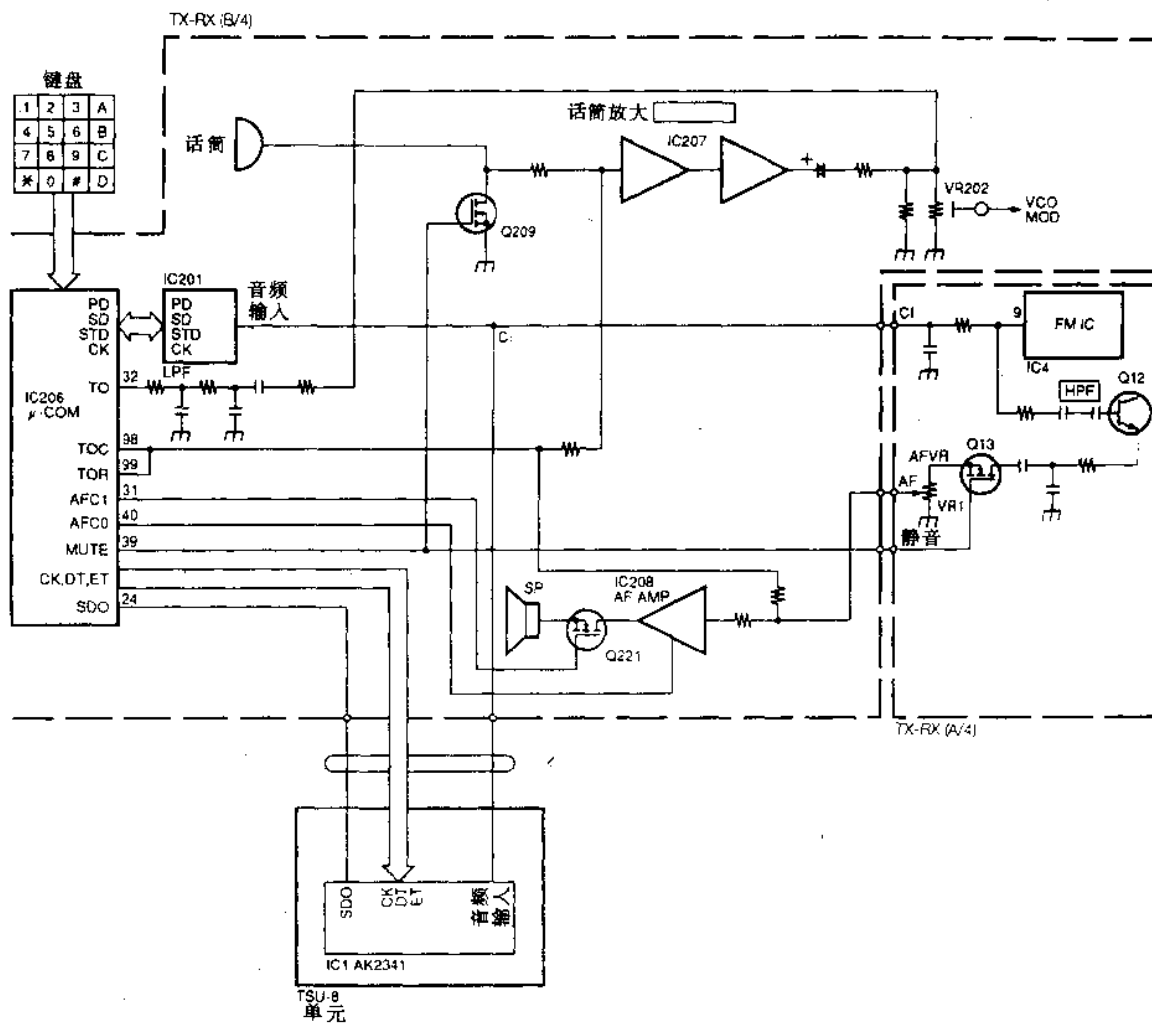 TX-RX (B/4)
键盘
1 2 3 A
4 5 6 B
7 8 9 C
* 0 # D
话筒
话筒放大
IC207
Q209
VR202
VCO
MOD
IC201
PD
SD
STD
CK
PD
SD
STD
CK
音频
输入
CI
CI
9
FM IC
IC4
Q12
HPF
LPF
TO
32
IC206
μ-COM
TOC
98
TOR
99
AFC1
31
AFC0
40
MUTE
39
CK,DT,ET
SDO
24
AFVR
Q13
AF
VR1
静音
SP
Q221
IC208
AF AMP
TX-RX (A/4)
SDO
CK
DT
ET
音频
输入
IC1 AK2341
TSU-8
单元